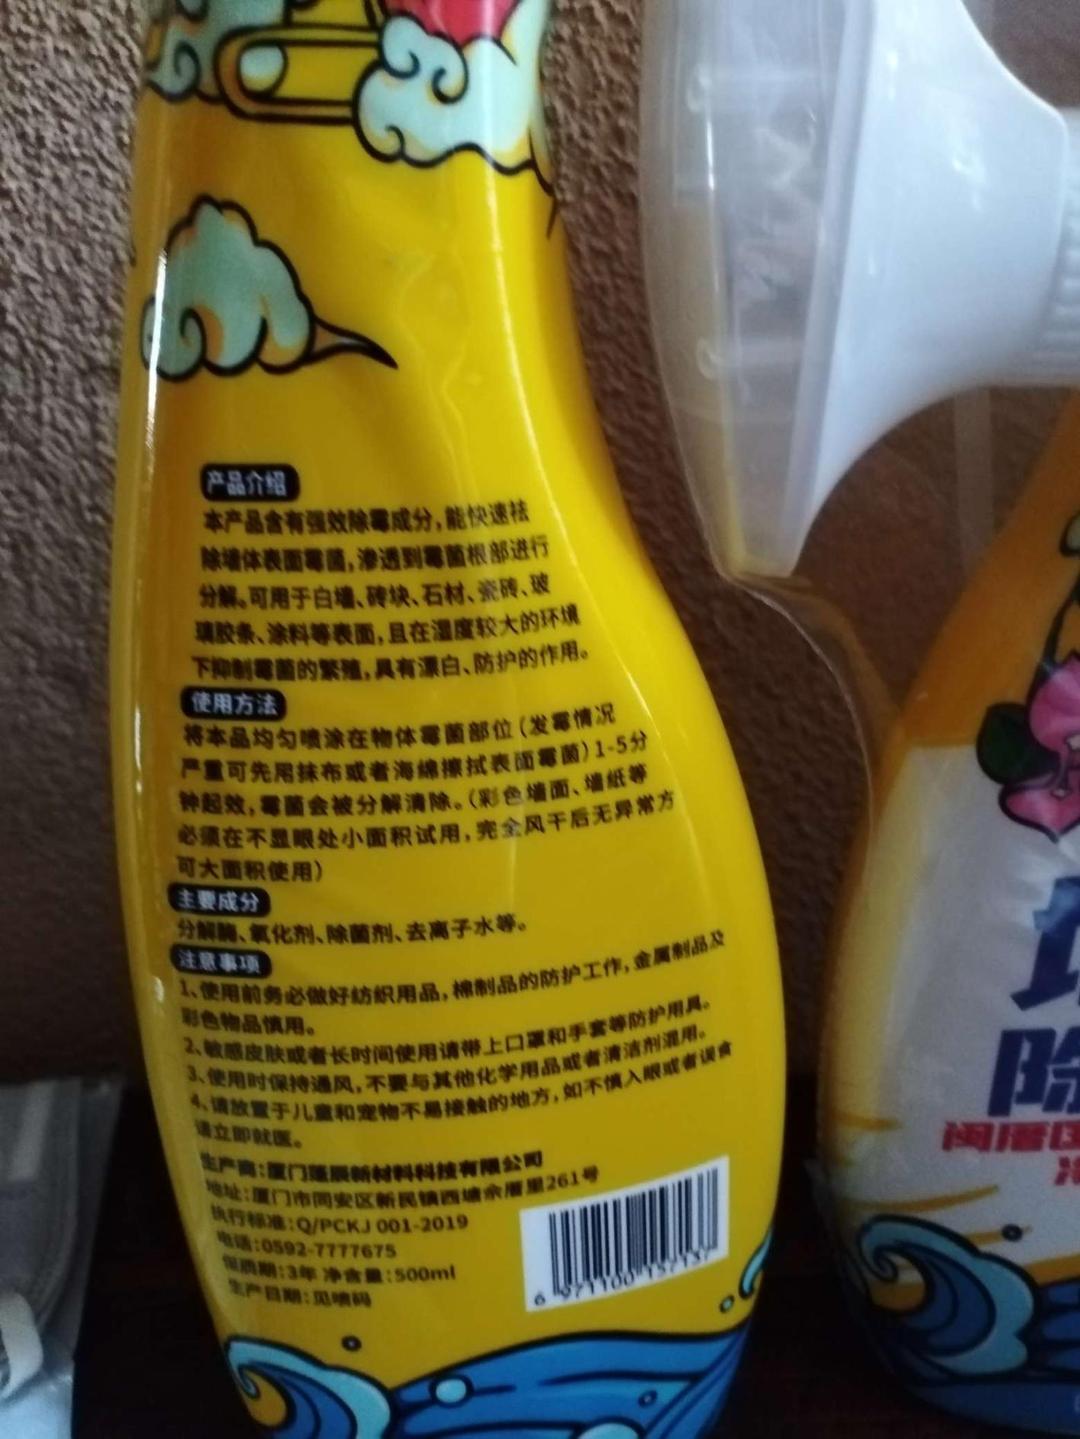 产品介绍
本产品含有强效除霉成分，能快速祛
除墙体表面霉菌，渗透到霉菌根部进行
分解。可用于白墙、砖块、石材、瓷砖、玻
璃胶条、涂料等表面，且在湿度较大的环境
下抑制霉菌的繁殖，具有漂白、防护的作用。
使用方法
将本品均匀喷涂在物体霉菌部位（发霉情况
严重可先用抹布或者海绵擦拭表面霉菌）1-5分
钟起效，霉菌会被分解清除。（彩色墙面、墙纸等
必须在不显眼处小面积试用，完全风干后无异常方
可大面积使用）
主要成分
分解酶、氧化剂、除菌剂、去离子水等。
注意事项
1、使用前务必做好纺织用品，棉制品的防护工作，金属制品及
彩色物品慎用。
2、敏感皮肤或者长时间使用请带上口罩和手套等防护用具。
3、使用时保持通风，不要与其他化学用品或者清洁剂混用。
4、请放置于儿童和宠物不易接触的地方，如不慎入眼或者误食
请立即就医。
生产商：厦门蓬辰新材料科技有限公司
地址：厦门市同安区新民镇西塘余厝里261号
执行标准：Q/PCKJ 001-2019
电话：0592-7777675
保质期：3年 净含量：500ml
生产日期：见喷码
6 971100 157137
除